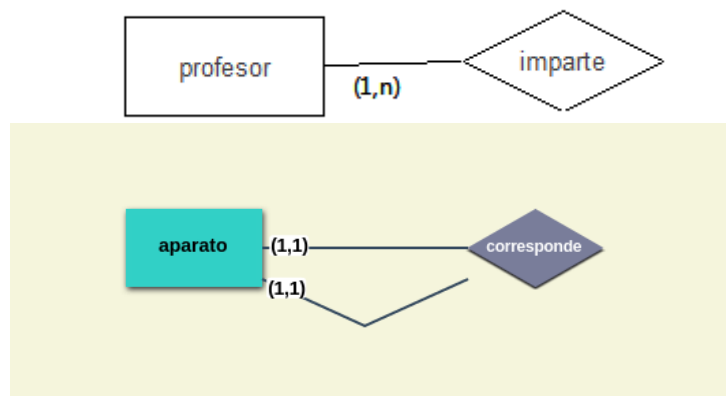 profesor
imparte
(1,n)
aparato
(1,1)
corresponde
(1,1)